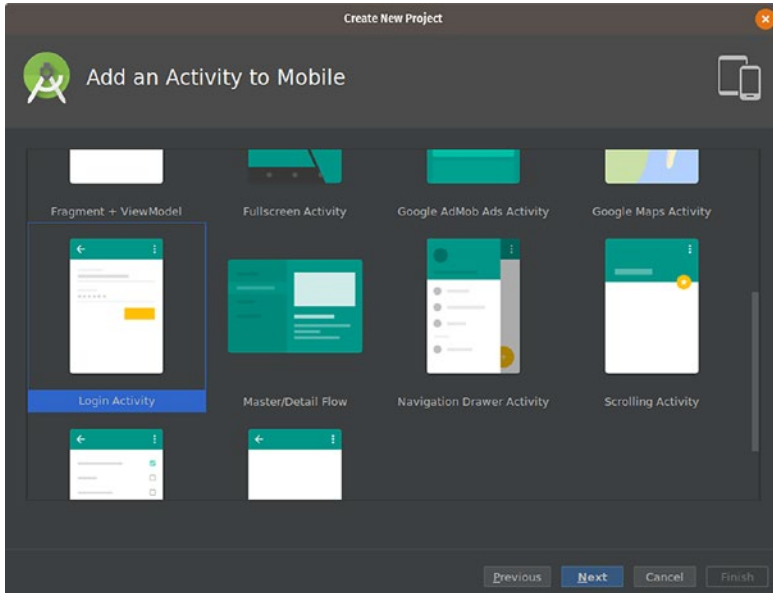 Create New Project
Add an Activity to Mobile
Fragment + ViewModel
Fullscreen Activity
Google AdMob Ads Activity
Google Maps Activity
Login Activity
Master/Detail Flow
Navigation Drawer Activity
Scrolling Activity
Previous
Next
Cancel
Finish